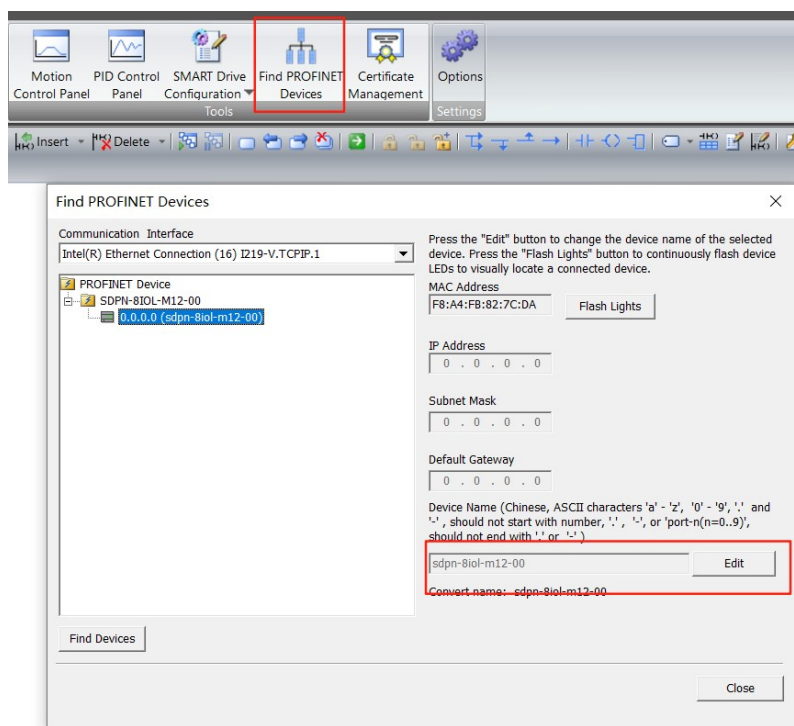 Motion Control Panel
PID Control Panel
SMART Drive Configuration
Find PROFINET Devices
Certificate Management
Options
Tools
Settings
Insert
Delete
Find PROFINET Devices
Communication Interface
Intel(R) Ethernet Connection (16) I219-V.TCPIP.1
PROFINET Device
SDPN-8IOL-M12-00
0.0.0.0 (sdpn-8iol-m12-00)
Find Devices
Press the "Edit" button to change the device name of the selected
device. Press the "Flash Lights" button to continuously flash device
LEDs to visually locate a connected device.
MAC Address
F8:A4:FB:82:7C:DA
Flash Lights
IP Address
0 . 0 . 0 . 0
Subnet Mask
0 . 0 . 0 . 0
Default Gateway
0 . 0 . 0 . 0
Device Name (Chinese, ASCII characters 'a' - 'z', '0' - '9', '.' and
'-' , should not start with number, '.' , '-', or 'port-n(n=0..9)',
should not end with '.' or '-' )
sdpn-8iol-m12-00
Edit
Convert name: sdpn-8iol-m12-00
Close